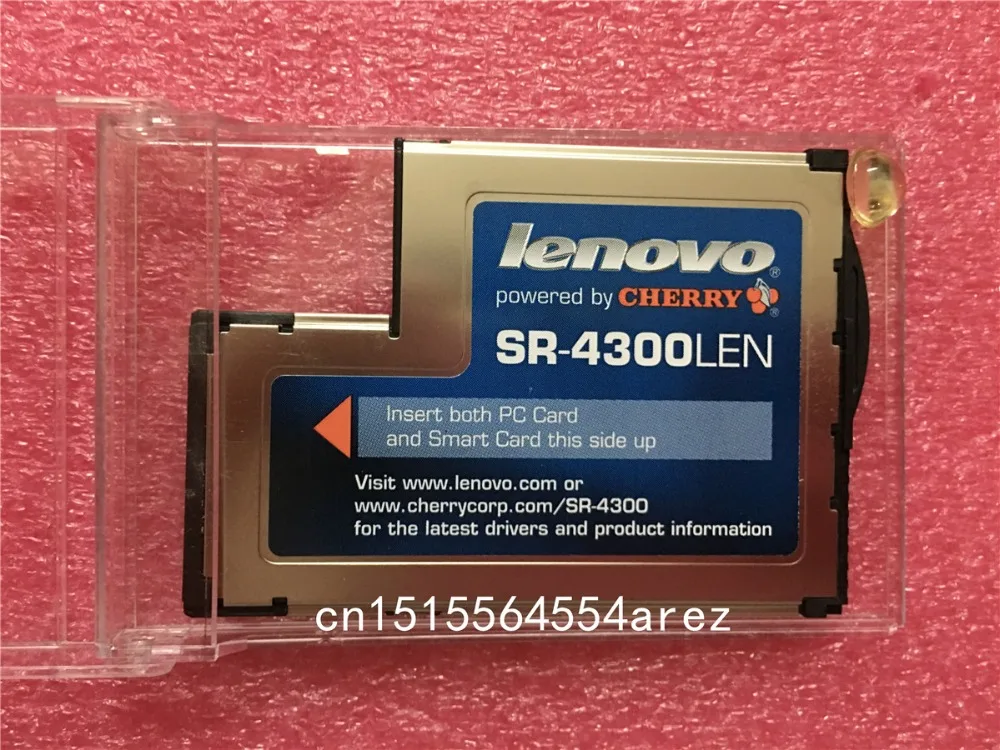 lenovo®
powered by CHERRY®
SR-4300LEN
Insert both PC Card
and Smart Card this side up
Visit www.lenovo.com or
www.cherrycorp.com/SR-4300
for the latest drivers and product information
cn1515564554arez